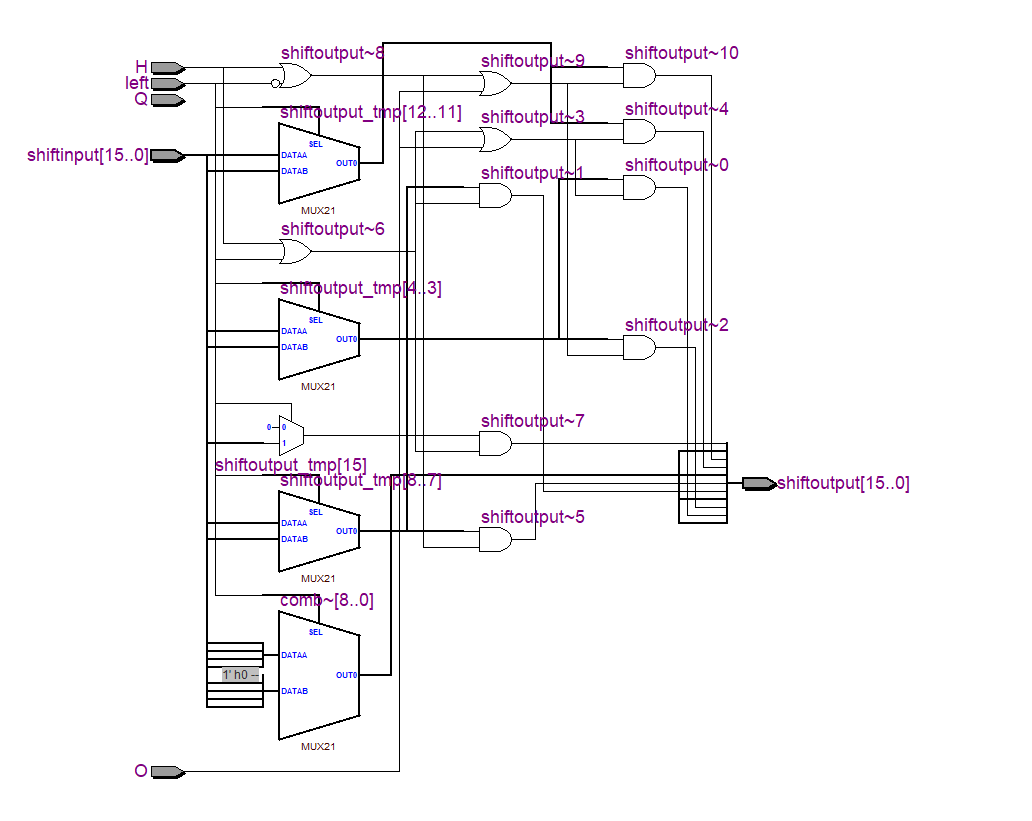 shiftoutput~8
shiftoutput~9
shiftoutput~10
H
left
Q
shiftoutput_tmp[12..11]
shiftoutput~3
shiftoutput~4
SEL
shiftinput[15..0]
DATAA
DATAB
OUT0
MUX21
shiftoutput~1
shiftoutput~0
shiftoutput~6
shiftoutput_tmp[4..3]
SEL
DATAA
DATAB
OUT0
MUX21
shiftoutput~2
0
0
1
shiftoutput~7
shiftoutput_tmp[15]
shiftoutput_tmp[8..7]
SEL
DATAA
DATAB
OUT0
MUX21
shiftoutput[15..0]
shiftoutput~5
comb~[8..0]
SEL
DATAA
1' h0 --
DATAB
OUT0
MUX21
O